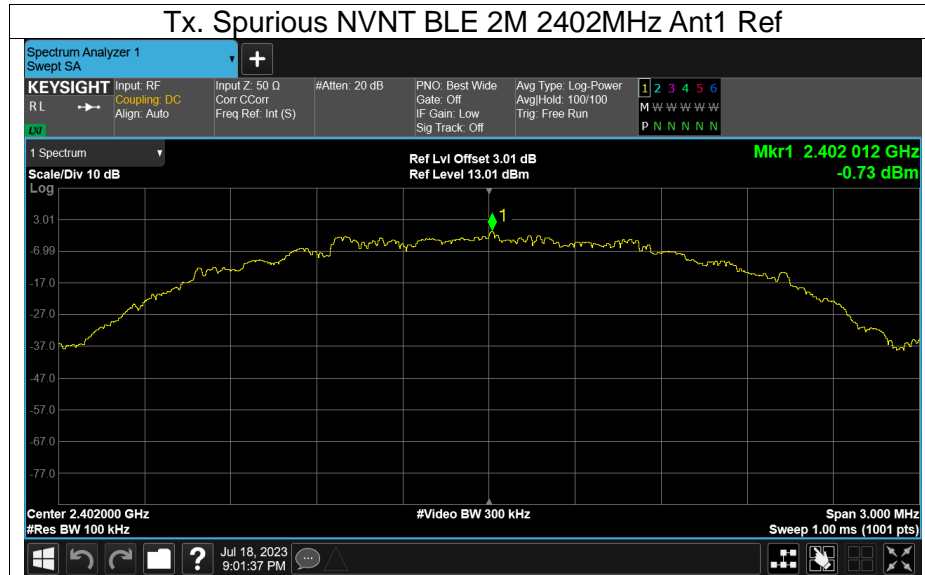 Tx. Spurious NVNT BLE 2M 2402MHz Ant1 Ref
Spectrum Analyzer 1
Swept SA
+
KEYSIGHT Input: RF Input Z: 50 Ω #Atten: 20 dB PNO: Best Wide Avg Type: Log-Power 1 2 3 4 5 6
R L Coupling: DC Corr CCorr Gate: Off Avg|Hold: 100/100 M W W W W W
Align: Auto Freq Ref: Int (S) IF Gain: Low Trig: Free Run
LXI Sig Track: Off P N N N N N
1 Spectrum Ref Lvl Offset 3.01 dB Mkr1 2.402 012 GHz
Scale/Div 10 dB Ref Level 13.01 dBm -0.73 dBm
Log
1
3.01
-6.99
-17.0
-27.0
-37.0
-47.0
-57.0
-67.0
-77.0
Center 2.402000 GHz #Video BW 300 kHz Span 3.000 MHz
#Res BW 100 kHz Sweep 1.00 ms (1001 pts)
? Jul 18, 2023
9:01:37 PM